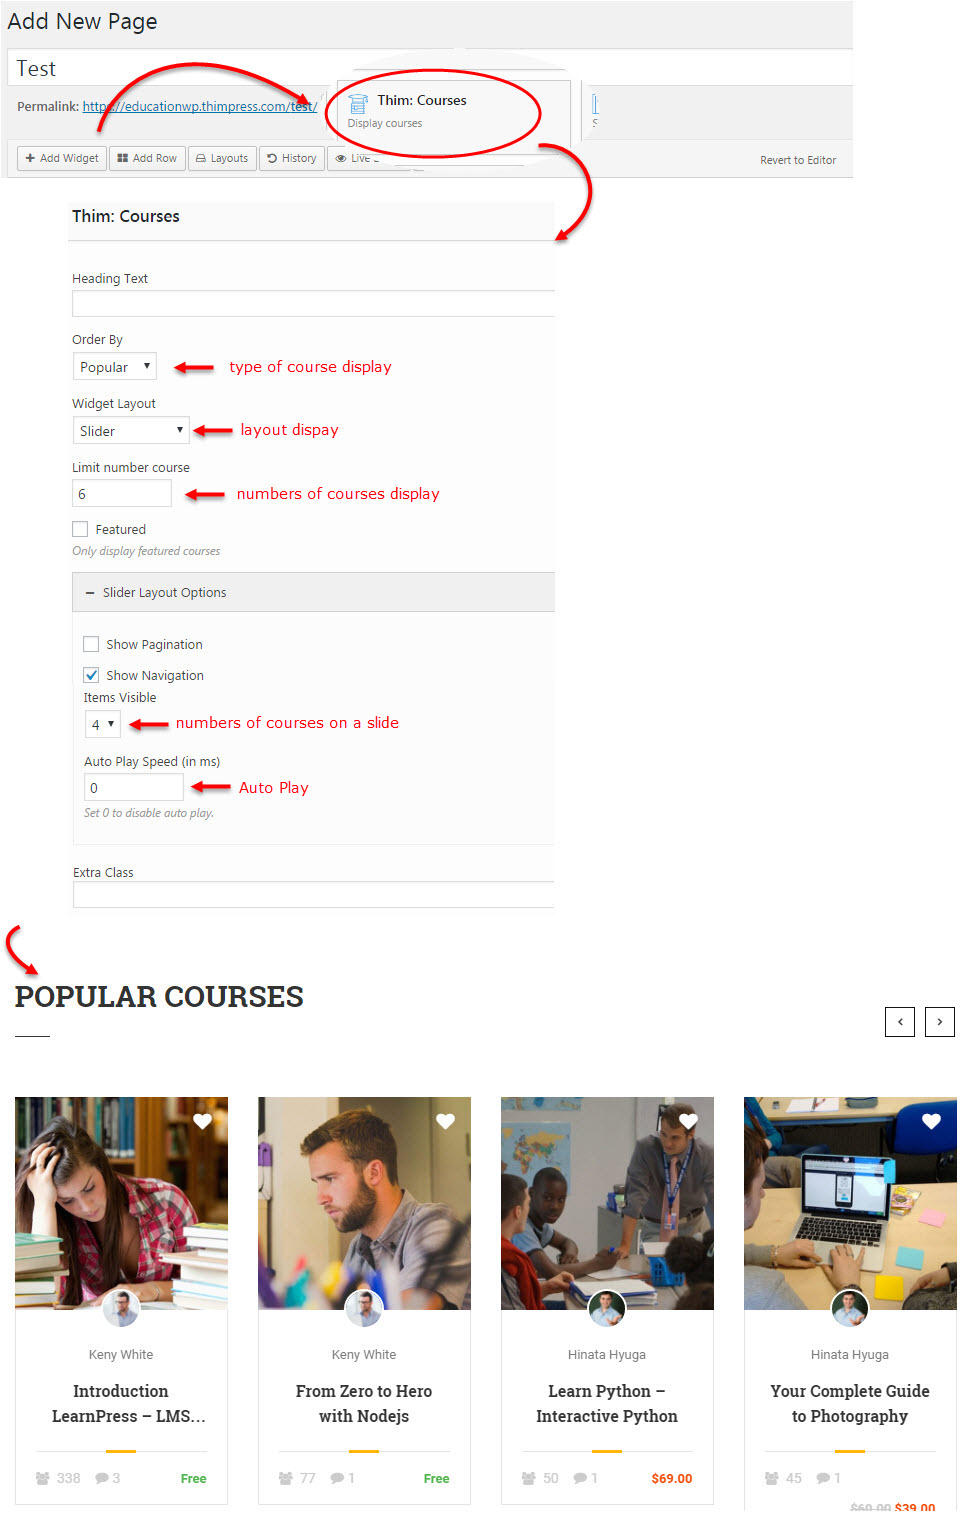 Add New Page
Test
Thim: Courses
Permalink: https://educationwp.thimpress.com/test/
Display courses
Add Widget
Add Row
Layouts
History
Live
Revert to Editor
Thim: Courses
Heading Text
Order By
Popular
type of course display
Widget Layout
Slider
layout dispay
Limit number course
6
numbers of courses display
Featured
Only display featured courses
Slider Layout Options
Show Pagination
Show Navigation
Items Visible
4
numbers of courses on a slide
Auto Play Speed (in ms)
0
Auto Play
Set 0 to disable auto play.
Extra Class
POPULAR COURSES
Keny White
Introduction
LearnPress – LMS...
338 3 Free
Keny White
From Zero to Hero
with Nodejs
77 1 Free
Hinata Hyuga
Learn Python –
Interactive Python
50 1 $69.00
Hinata Hyuga
Your Complete Guide
to Photography
45 1
$60.00 $39.00